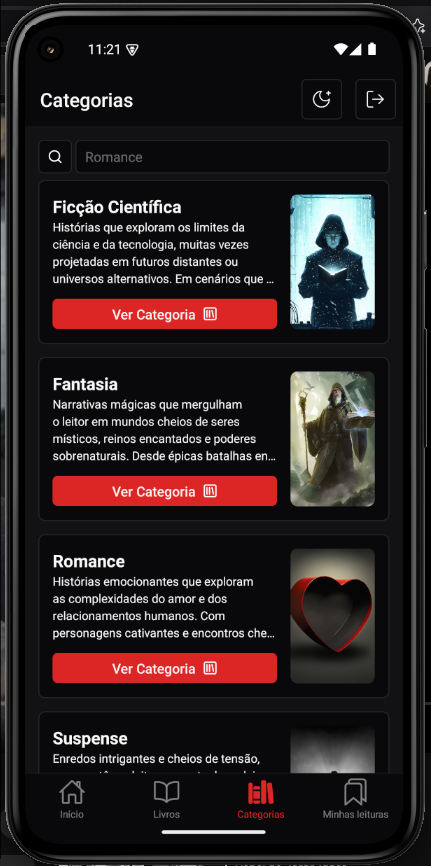 11:21
Categorias
Romance
Ficção Científica
Histórias que exploram os limites da
ciência e da tecnologia, muitas vezes
projetadas em futuros distantes ou
universos alternativos. Em cenários que ...
Ver Categoria
Fantasia
Narrativas mágicas que mergulham
o leitor em mundos cheios de seres
místicos, reinos encantados e poderes
sobrenaturais. Desde épicas batalhas en...
Ver Categoria
Romance
Histórias emocionantes que exploram
as complexidades do amor e dos
relacionamentos humanos. Com
personagens cativantes e encontros che...
Ver Categoria
Suspense
Enredos intrigantes e cheios de tensão,
Início
Livros
Categorias
Minhas leituras